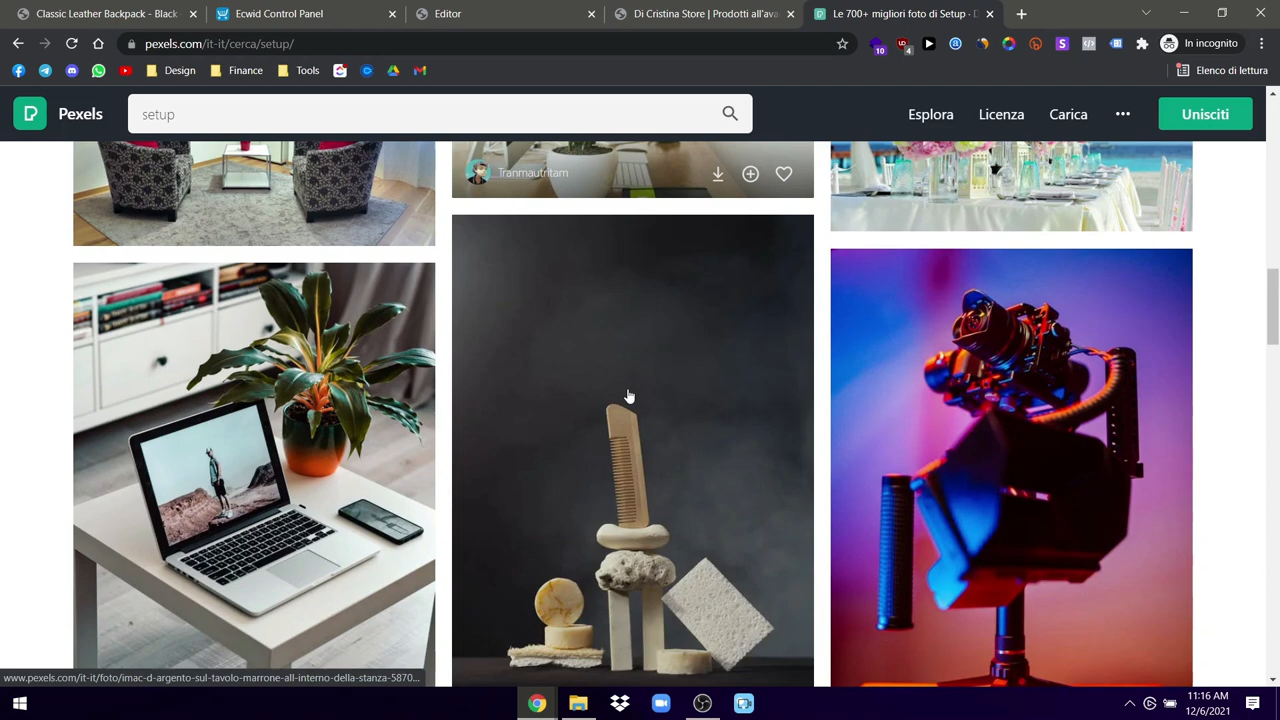 Classic Leather Backpack - Black
Ecwid Control Panel
Editor
Di Cristina Store | Prodotti all'ava
Le 700+ migliori foto di Setup · D
pexels.com/it-it/cerca/setup/
10
4
In incognito
Design
Finance
Tools
Elenco di lettura
Pexels
setup
Esplora
Licenza
Carica
Unisciti
Tranmautritam
www.pexels.com/it-it/foto/imac-d-argento-sul-tavolo-marrone-all-interno-della-stanza-5870...
11:16 AM
12/6/2021